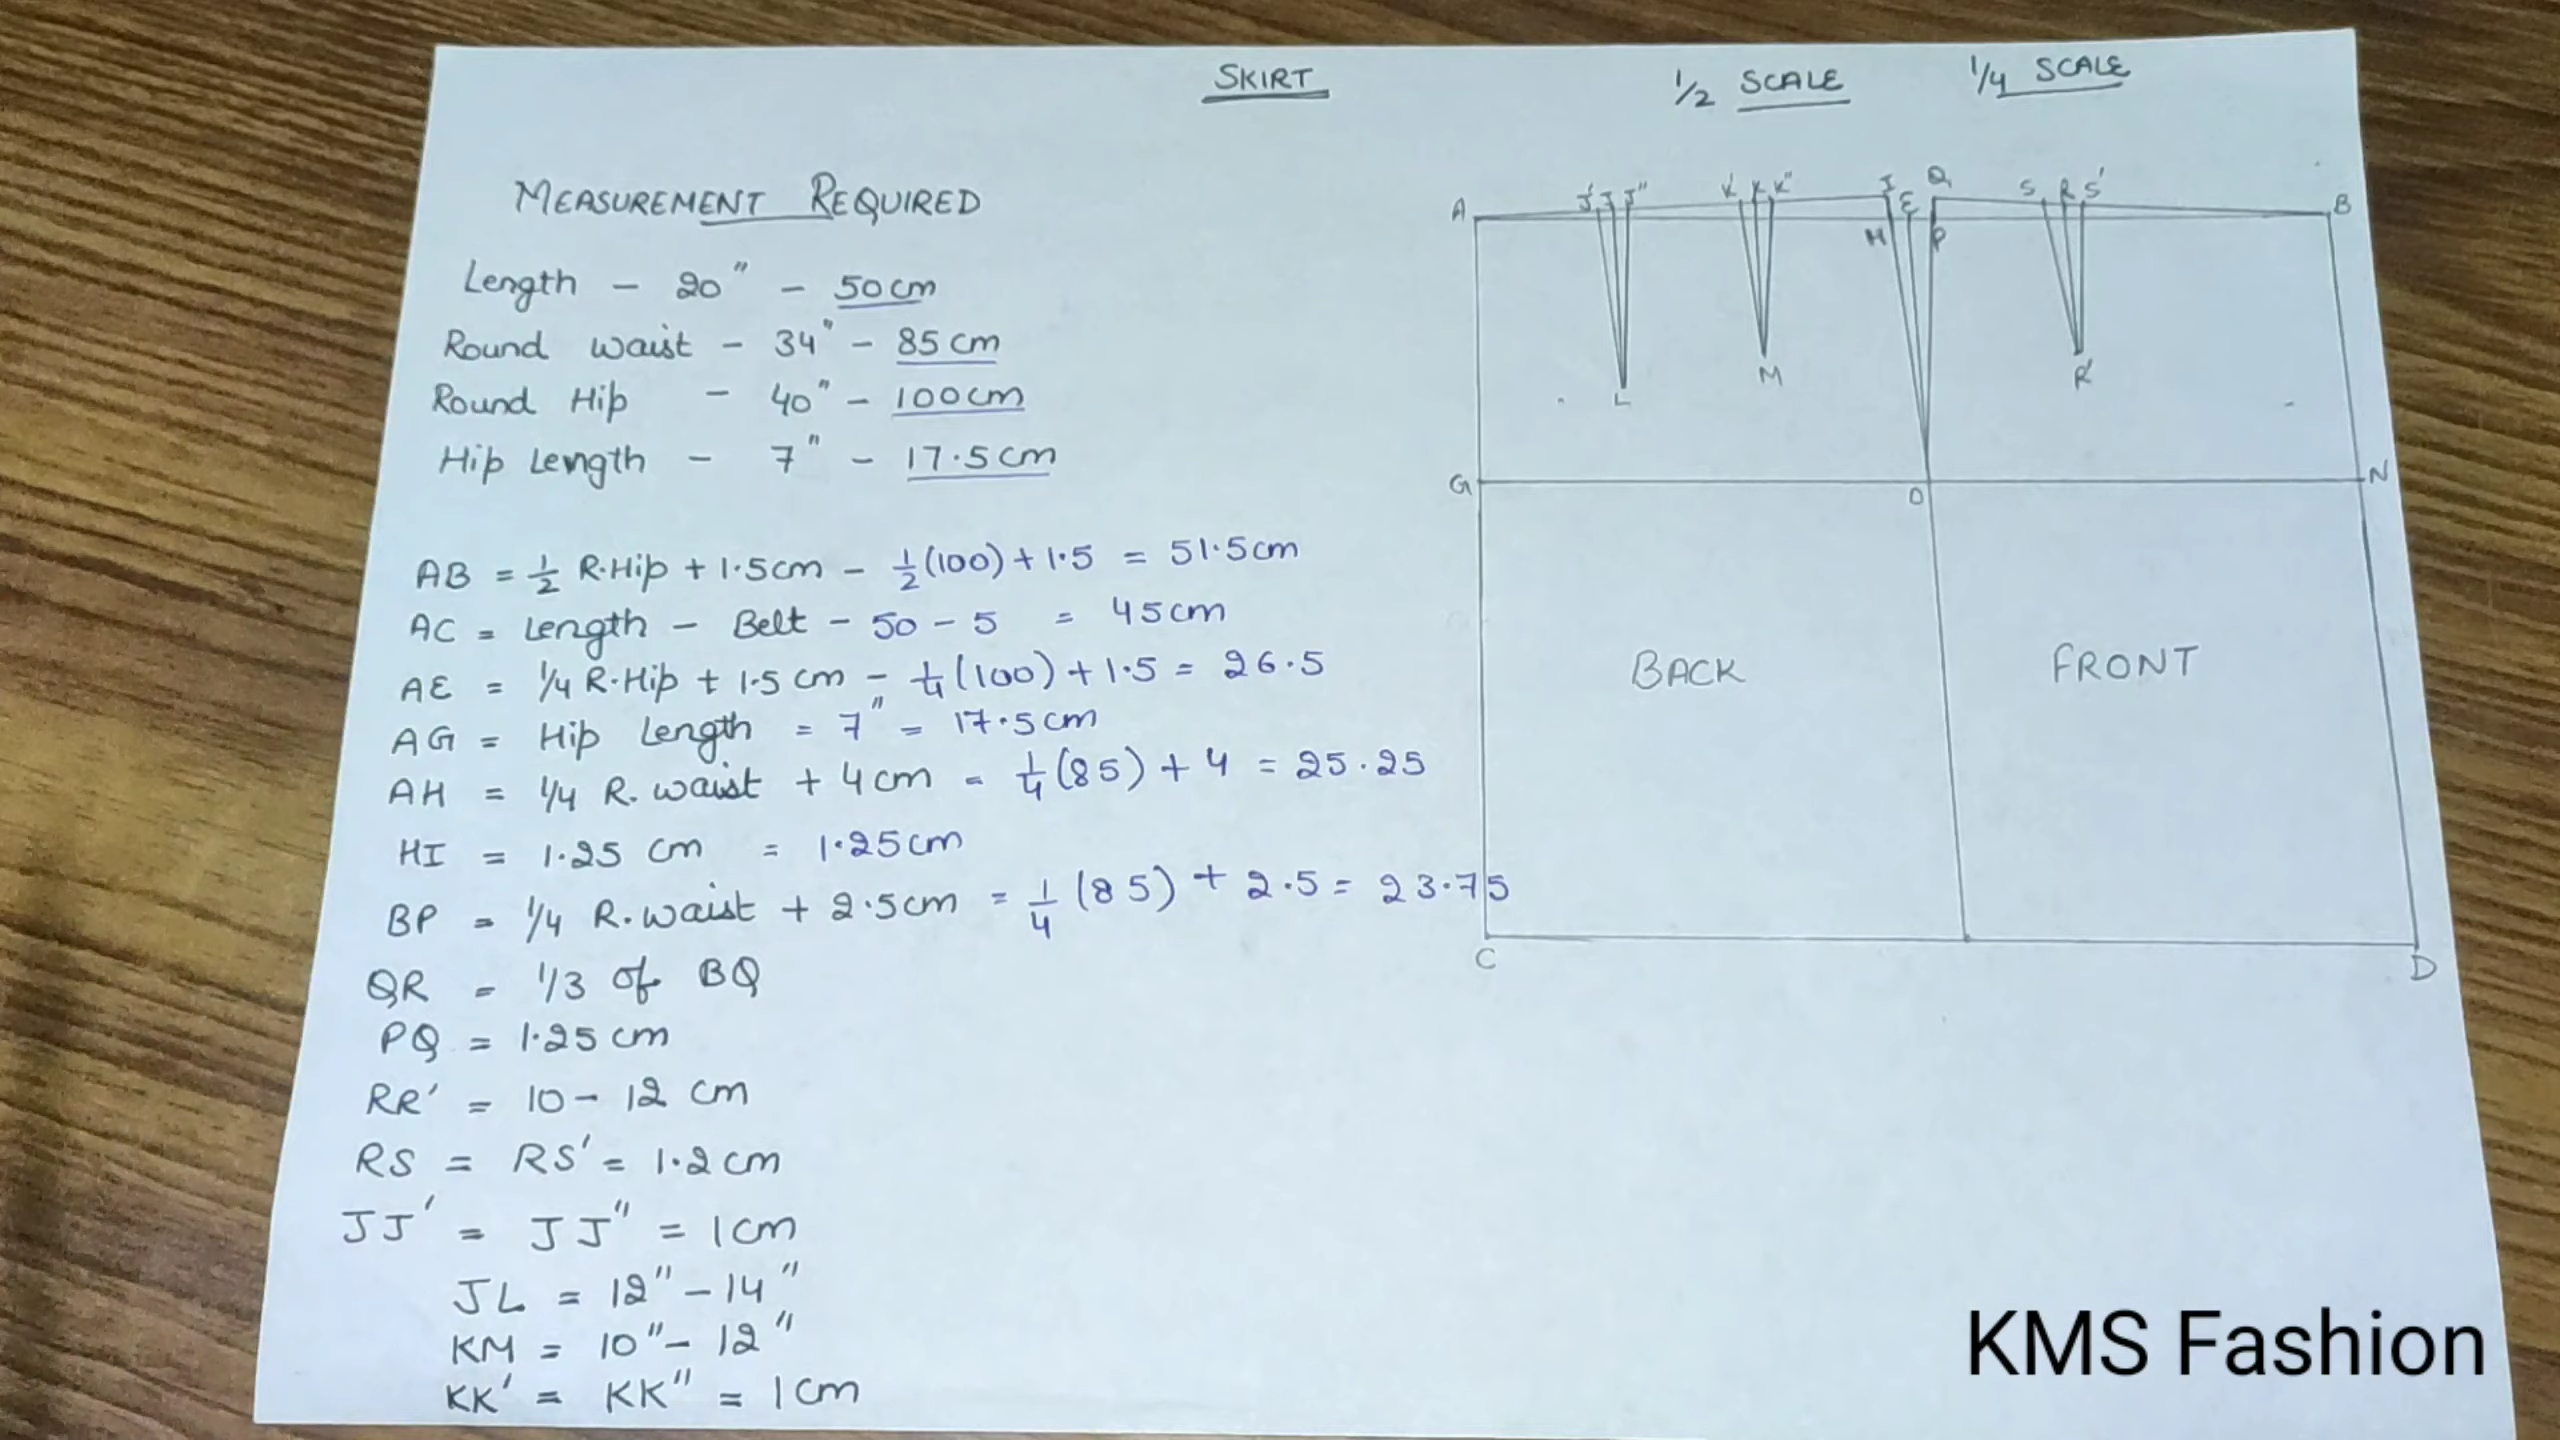 SKIRT
1/2 SCALE
1/4 SCALE
MEASUREMENT REQUIRED
Length - 20" - 50cm
Round waist - 34" - 85 cm
Round Hip - 40" - 100cm
Hip Length - 7" - 17.5cm
AB = 1/2 R.Hip + 1.5cm - 1/2 (100) + 1.5 = 51.5cm
AC = Length - Belt - 50 - 5 = 45cm
AE = 1/4 R.Hip + 1.5 cm - 1/4 (100) + 1.5 = 26.5
AG = Hip Length = 7" = 17.5cm
AH = 1/4 R. waist + 4cm = 1/4 (85) + 4 = 25.25
HI = 1.25 cm = 1.25cm
BP = 1/4 R. waist + 2.5cm = 1/4 (85) + 2.5 = 23.75
QR = 1/3 of BQ
PQ = 1.25 cm
RR' = 10 - 12 cm
RS = RS' = 1.2 cm
JJ' = JJ" = 1cm
JL = 12" - 14"
KM = 10" - 12"
KK' = KK" = 1cm
A J' J J" K' K K" I E Q S R S' B
H P
L M R'
G O N
BACK FRONT
C D
KMS Fashion